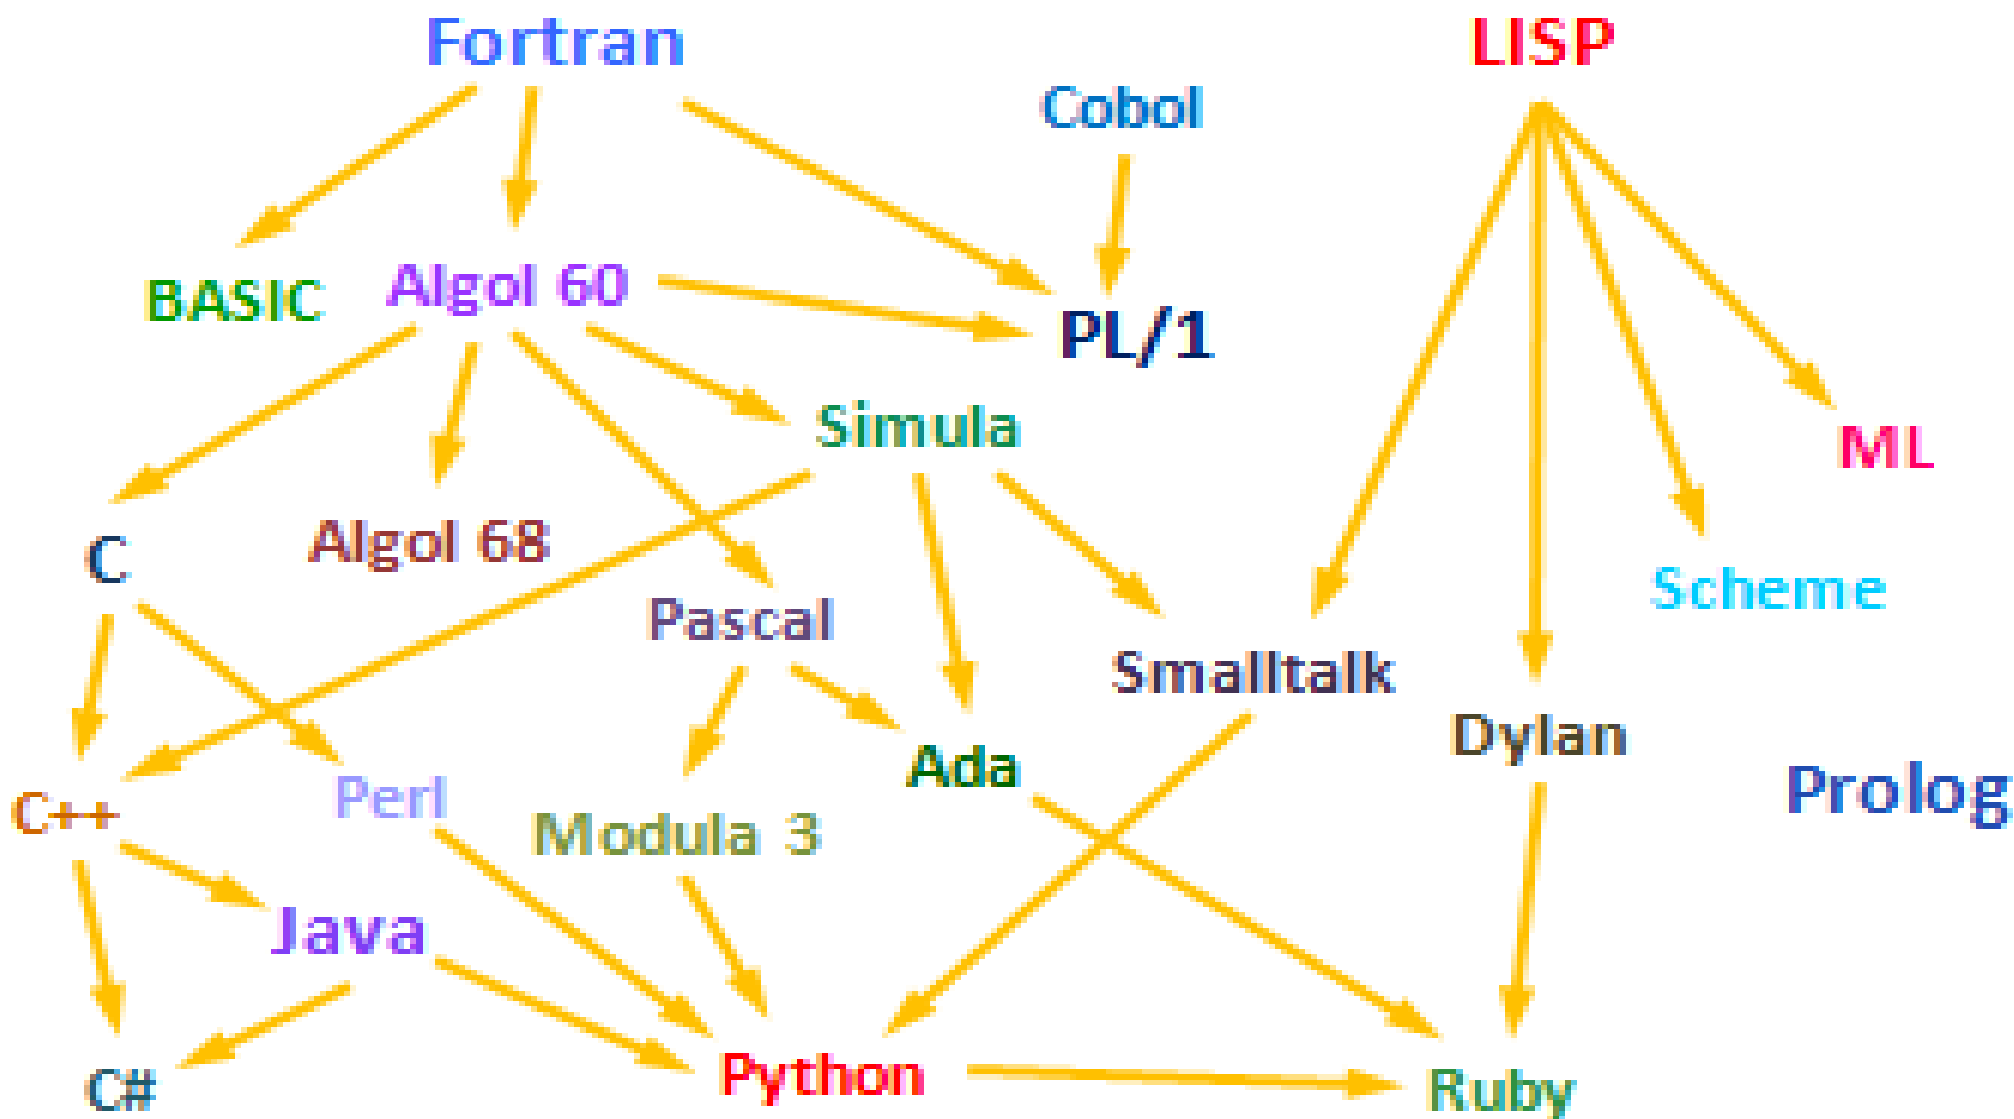 Fortran
LISP
Cobol
BASIC
Algol 60
PL/1
Simula
ML
C
Algol 68
Scheme
Pascal
Smalltalk
Dylan
Ada
Prolog
C++
Perl
Modula 3
Java
C#
Python
Ruby